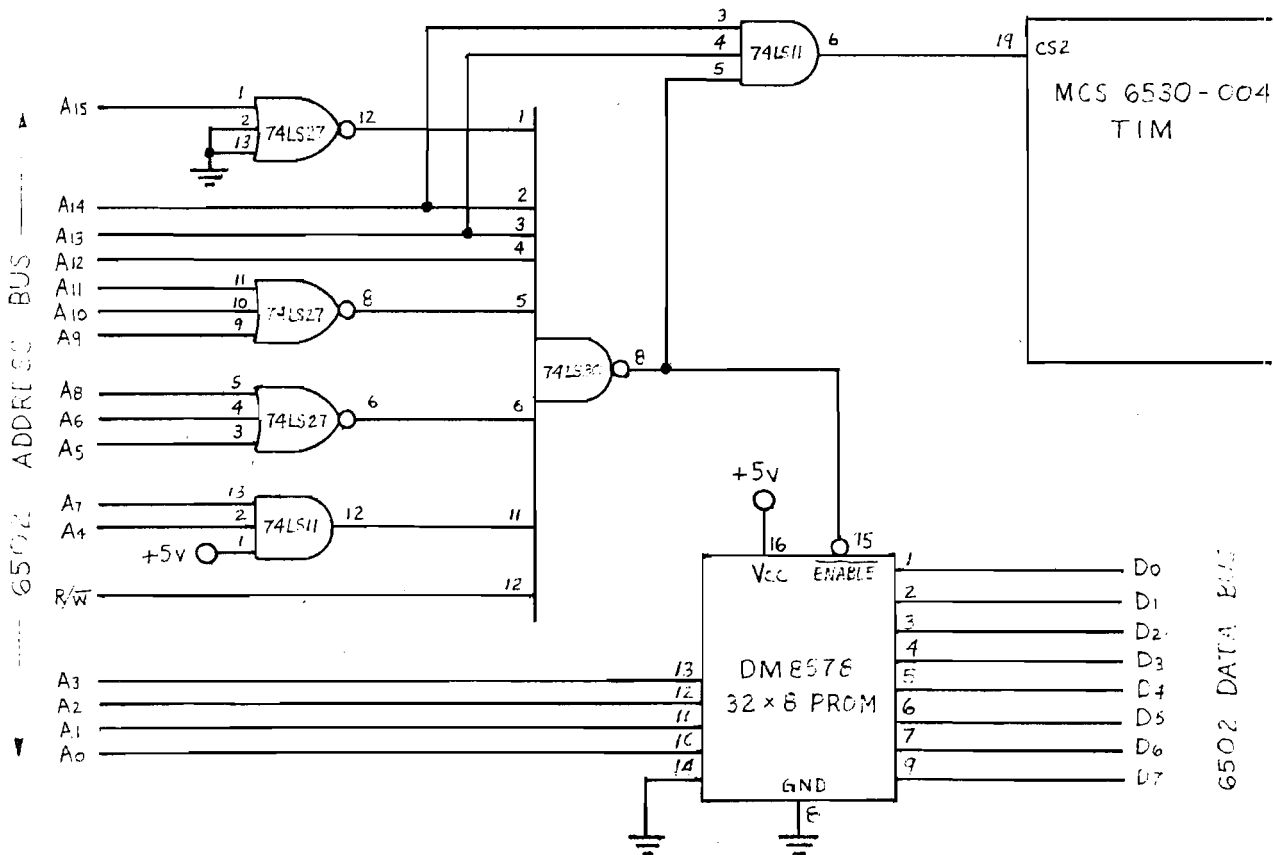 3
4
5
74LS11
6
19
CS2
MCS 6530-004
TIM
A15
1
2
13
74LS27
12
1
A14
2
A13
3
A12
4
A11
11
A10
10
A9
9
74LS27
8
5
74LS30
8
A8
5
A6
4
A5
3
74LS27
6
6
A7
13
A4
2
+5v
1
74LS11
12
11
R/W̅
12
6502 ADDRESS BUS
+5v
16
15
Vcc
ENABLE
DM8578
32×8 PROM
GND
8
A3
13
A2
12
A1
11
A0
10
14
1
D0
2
D1
3
D2
4
D3
5
D4
6
D5
7
D6
9
D7
6502 DATA BUS